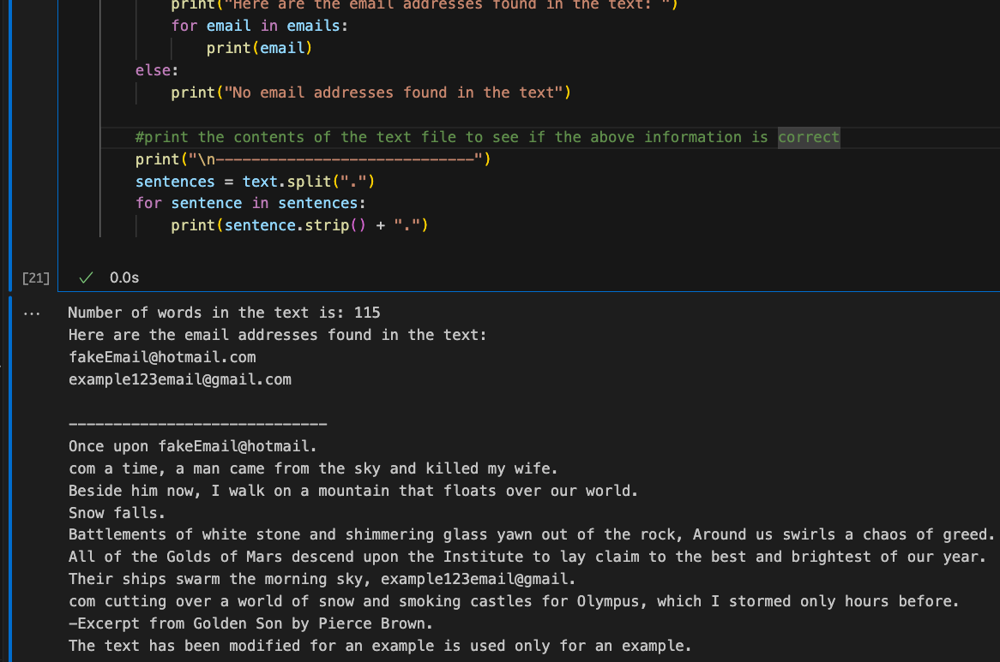 print("Here are the email addresses found in the text: ")
for email in emails:
print(email)
else:
print("No email addresses found in the text")
#print the contents of the text file to see if the above information is correct
print("\n-----------------------------")
sentences = text.split(".")
for sentence in sentences:
print(sentence.strip() + ".")
[21]
0.0s
Number of words in the text is: 115
Here are the email addresses found in the text:
fakeEmail@hotmail.com
example123email@gmail.com
-----------------------------
Once upon fakeEmail@hotmail.
com a time, a man came from the sky and killed my wife.
Beside him now, I walk on a mountain that floats over our world.
Snow falls.
Battlements of white stone and shimmering glass yawn out of the rock, Around us swirls a chaos of greed.
All of the Golds of Mars descend upon the Institute to lay claim to the best and brightest of our year.
Their ships swarm the morning sky, example123email@gmail.
com cutting over a world of snow and smoking castles for Olympus, which I stormed only hours before.
-Excerpt from Golden Son by Pierce Brown.
The text has been modified for an example is used only for an example.